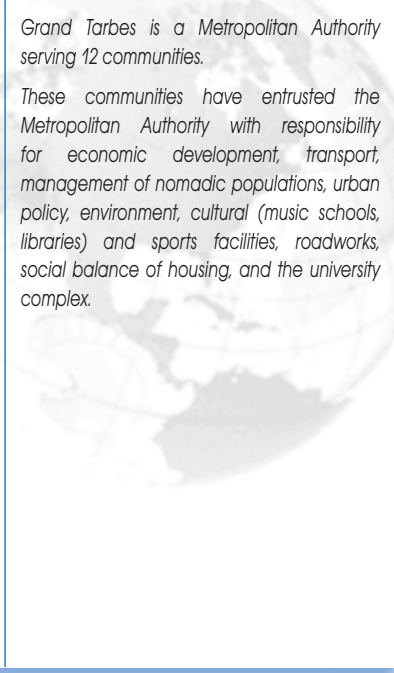 Grand Tarbes is a Metropolitan Authority
serving 12 communities.
These communities have entrusted the
Metropolitan Authority with responsibility
for economic development, transport,
management of nomadic populations, urban
policy, environment, cultural (music schools,
libraries) and sports facilities, roadworks,
social balance of housing, and the university
complex.